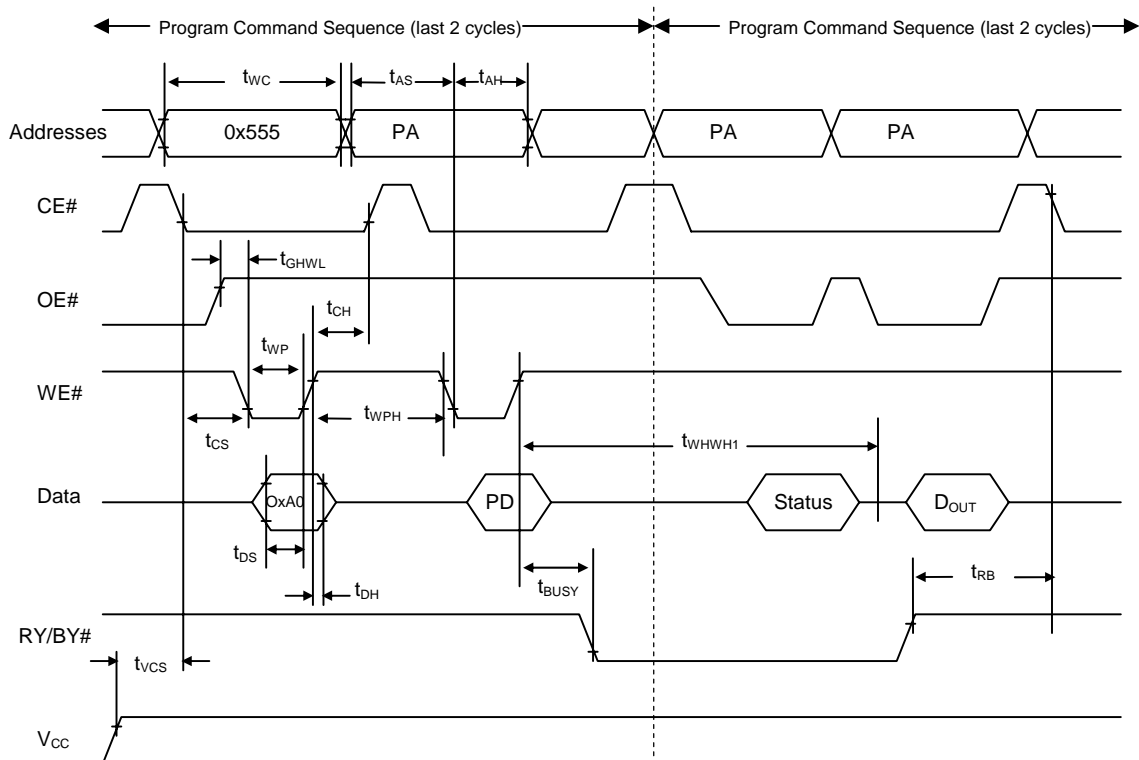 Program Command Sequence (last 2 cycles) Program Command Sequence (last 2 cycles)
tWC tAS tAH
Addresses 0x555 PA PA PA
CE#
tGHWL
OE#
tCH
tWP
WE#
tWPH
tCS tWHWH1
Data OxA0 PD Status DOUT
tDS tDH tBUSY tRB
RY/BY#
tVCS
VCC